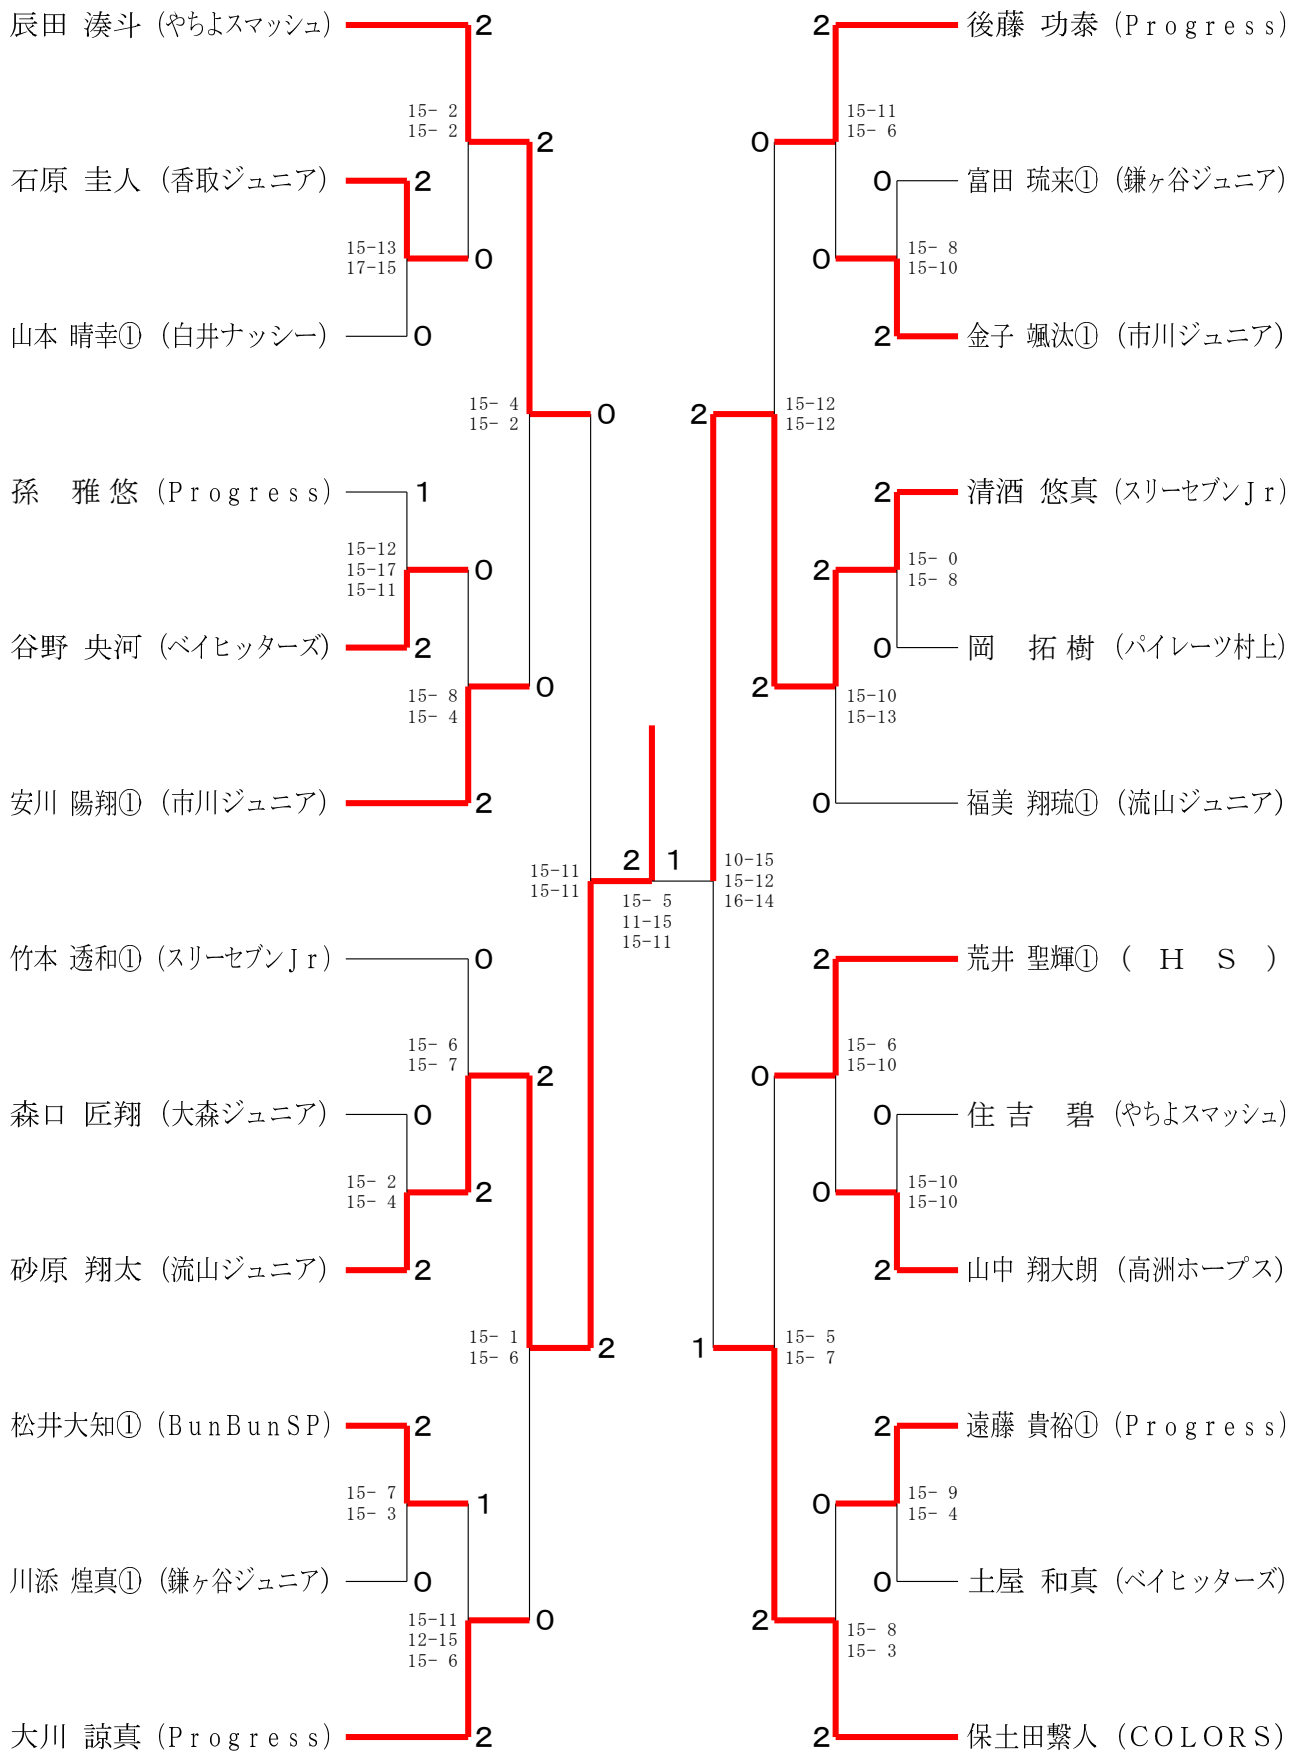 辰田 湊斗 (やちよスマッシュ) 2
15- 2
15- 2
2
石原 圭人 (香取ジュニア) 2
15-13
17-15
0
山本 晴幸① (白井ナッシー) 0
15- 4
15- 2
0
孫 雅悠 (Progress) 1
15-12
15-17
15-11
0
谷野 央河 (ベイヒッターズ) 2
15- 8
15- 4
0
安川 陽翔① (市川ジュニア) 2
15-11
15-11
竹本 透和① (スリーセブンJr) 0
15- 6
15- 7
2
森口 匠翔 (大森ジュニア) 0
15- 2
15- 4
2
砂原 翔太 (流山ジュニア) 2
15- 1
15- 6
2
松井大知① (BunBunSP) 2
15- 7
15- 3
1
川添 煌真① (鎌ヶ谷ジュニア) 0
15-11
12-15
15- 6
0
大川 諒真 (Progress) 2
2 1
15- 5
11-15
15-11
2 後藤 功泰 (Progress)
15-11
15- 6
0
0 富田 琉来① (鎌ヶ谷ジュニア)
15- 8
15-10
0
2 金子 颯汰① (市川ジュニア)
15-12
15-12
2
2 清酒 悠真 (スリーセブンJr)
15- 0
15- 8
2
0 岡 拓樹 (パイレーツ村上)
15-10
15-13
2
0 福美 翔琉① (流山ジュニア)
10-15
15-12
16-14
2 荒井 聖輝① ( H S )
15- 6
15-10
0
0 住吉 碧 (やちよスマッシュ)
15-10
15-10
0
2 山中 翔大朗 (高洲ホープス)
15- 5
15- 7
1
2 遠藤 貴裕① (Progress)
15- 9
15- 4
0
0 土屋 和真 (ベイヒッターズ)
15- 8
15- 3
2
2 保土田繋人 (COLORS)